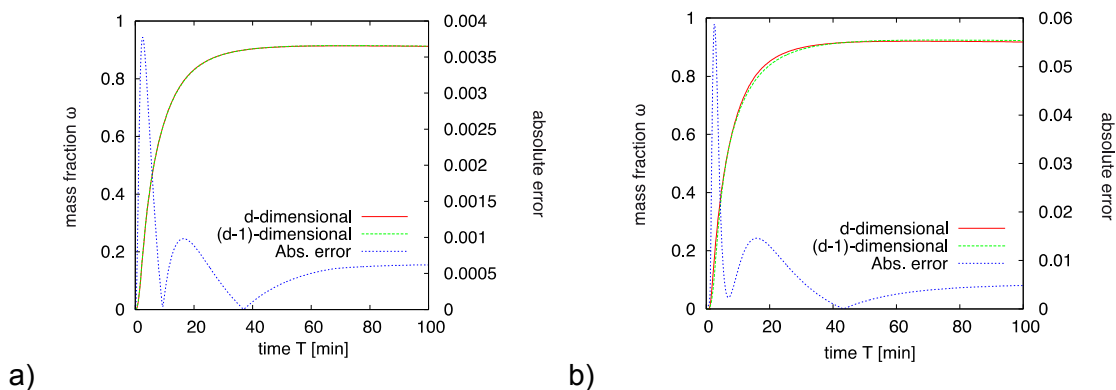 1
0.8
0.6
0.4
0.2
0
0 20 40 60 80 100
0.004
0.0035
0.003
0.0025
0.002
0.0015
0.001
0.0005
0
mass fraction ω
absolute error
time T [min]
d-dimensional
(d-1)-dimensional
Abs. error
a)
1
0.8
0.6
0.4
0.2
0
0 20 40 60 80 100
0.06
0.05
0.04
0.03
0.02
0.01
0
mass fraction ω
absolute error
time T [min]
d-dimensional
(d-1)-dimensional
Abs. error
b)